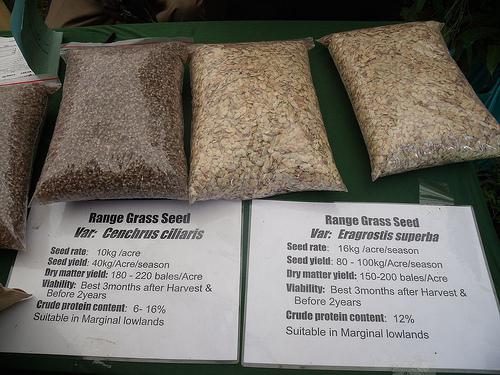 Range Grass Seed
Var: Cenchrus ciliaris
Seed rate: 10kg /acre
Seed yield: 40kg/acre/season
Dry matter yield: 180 - 220 bales/Acre
Viability: Best 3months after Harvest &
Before 2years
Crude protein content: 6- 16%
Suitable in Marginal lowlands
Range Grass Seed
Var: Eragrostis superba
Seed rate: 16kg /acre/season
Seed yield: 80 - 100kg/acre/season
Dry matter yield: 150-200 bales/Acre
Viability: Best 3months after Harvest &
Before 2years
Crude protein content: 12%
Suitable in Marginal lowlands